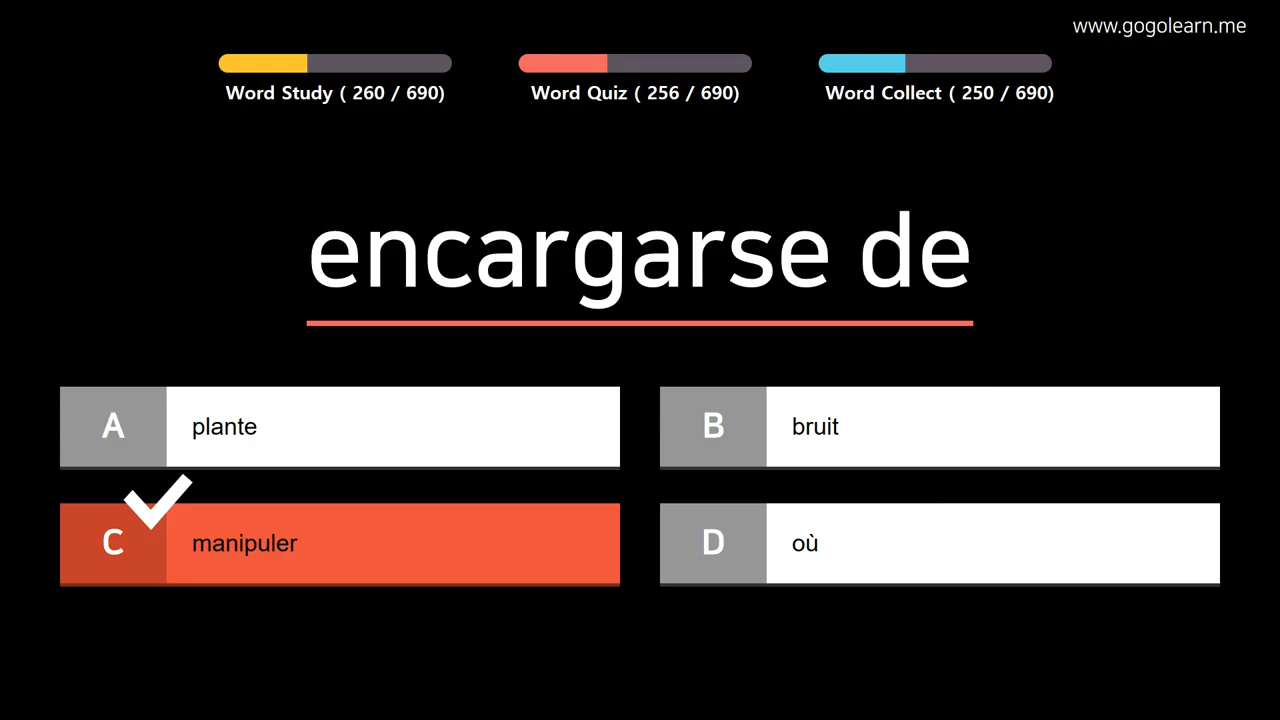 www.gogolearn.me
Word Study ( 260 / 690)
Word Quiz ( 256 / 690)
Word Collect ( 250 / 690)
encargarse de
A plante
B bruit
C manipuler
D où